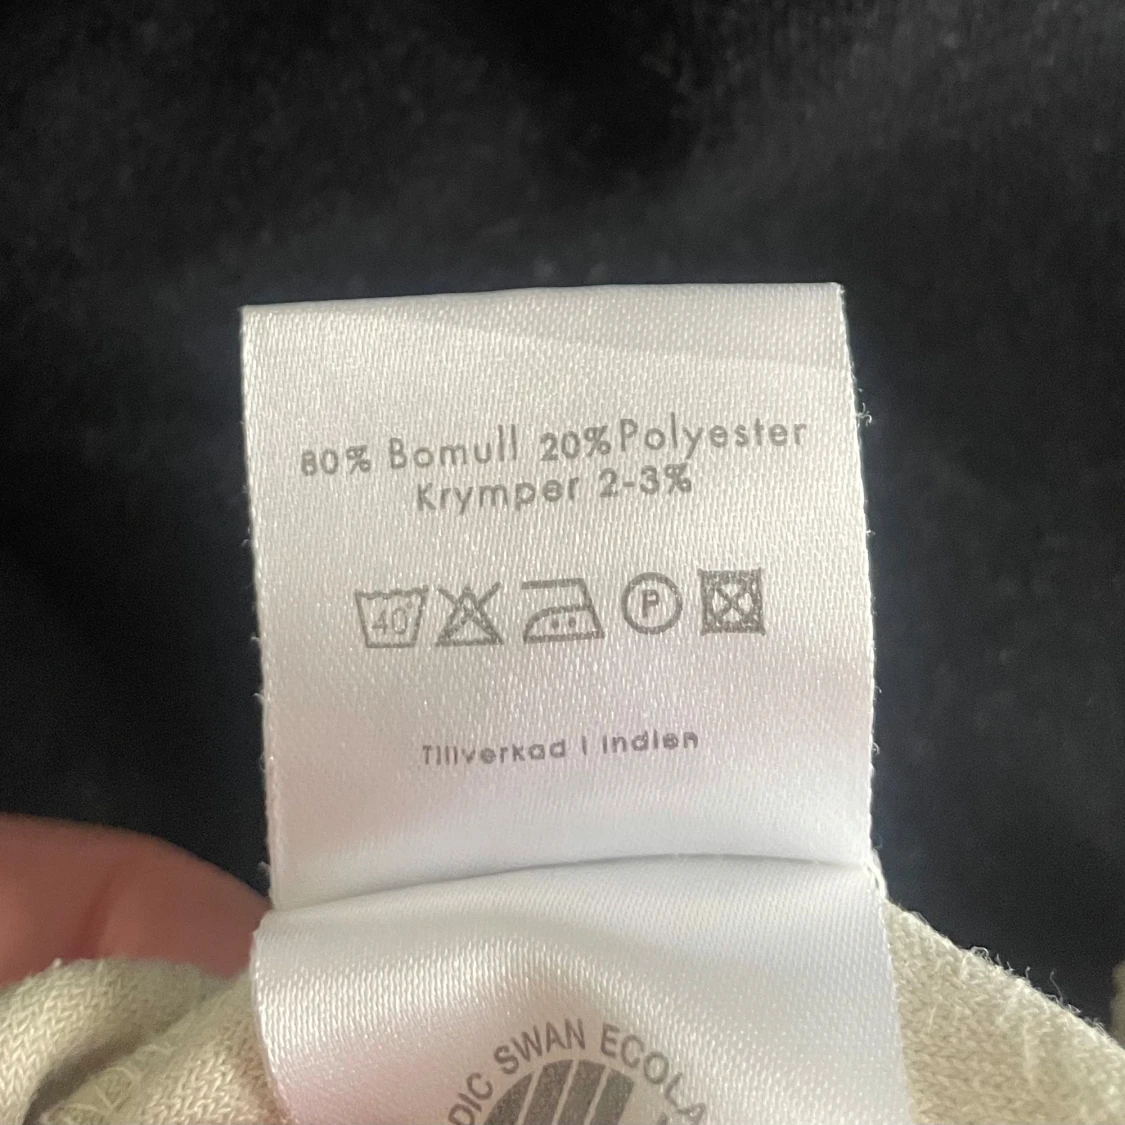 80% Bomull 20% Polyester
Krymper 2-3%
40° P
Tillverkad i Indien
DIC SWAN ECOLA